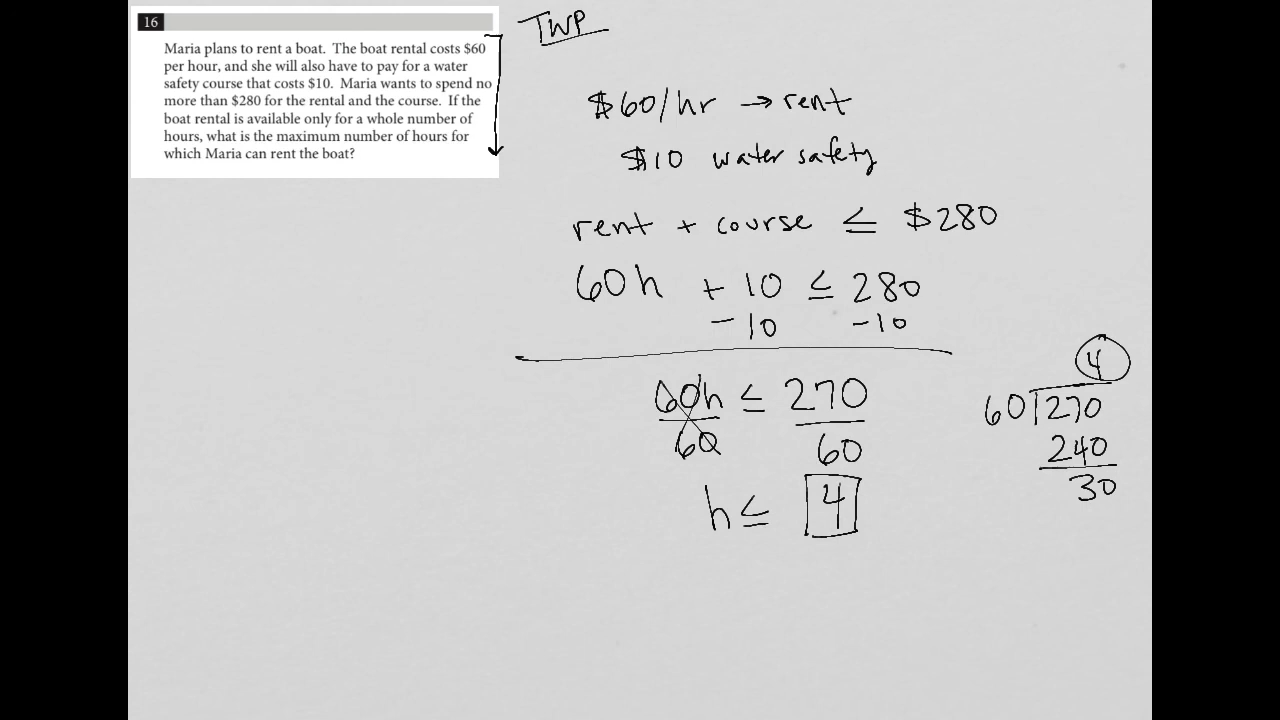 16
Maria plans to rent a boat. The boat rental costs $60
per hour, and she will also have to pay for a water
safety course that costs $10. Maria wants to spend no
more than $280 for the rental and the course. If the
boat rental is available only for a whole number of
hours, what is the maximum number of hours for
which Maria can rent the boat?
TWP
$60/hr → rent
$10 water safety
rent + course ≤ $280
60h + 10 ≤ 280
-10 -10
60h ≤ 270
60 60
h ≤ 4
4
60 270
240
30